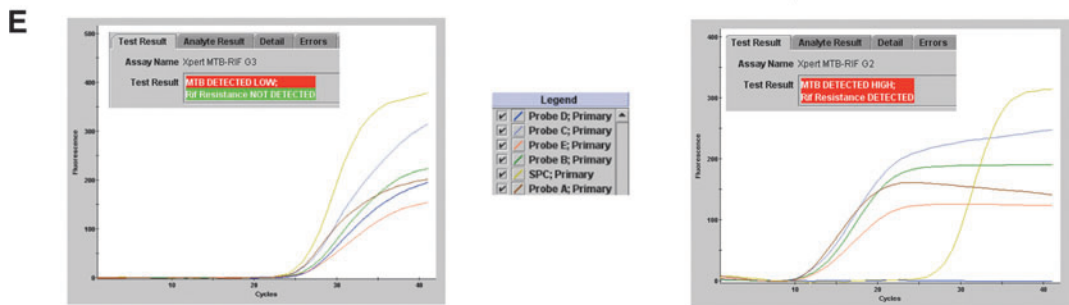 E
500
400
300
200
100
0
Fluorescence
10
20
30
40
Cycles
Test Result Analyte Result Detail Errors
Assay Name Xpert MTB-RIF G3
Test Result MTB DETECTED LOW;
Rif Resistance NOT DETECTED
Legend
Probe D; Primary
Probe C; Primary
Probe E; Primary
Probe B; Primary
SPC; Primary
Probe A; Primary
400
300
200
100
0
Fluorescence
10
20
30
40
Cycles
Test Result Analyte Result Detail Errors
Assay Name Xpert MTB-RIF G2
Test Result MTB DETECTED HIGH;
Rif Resistance DETECTED